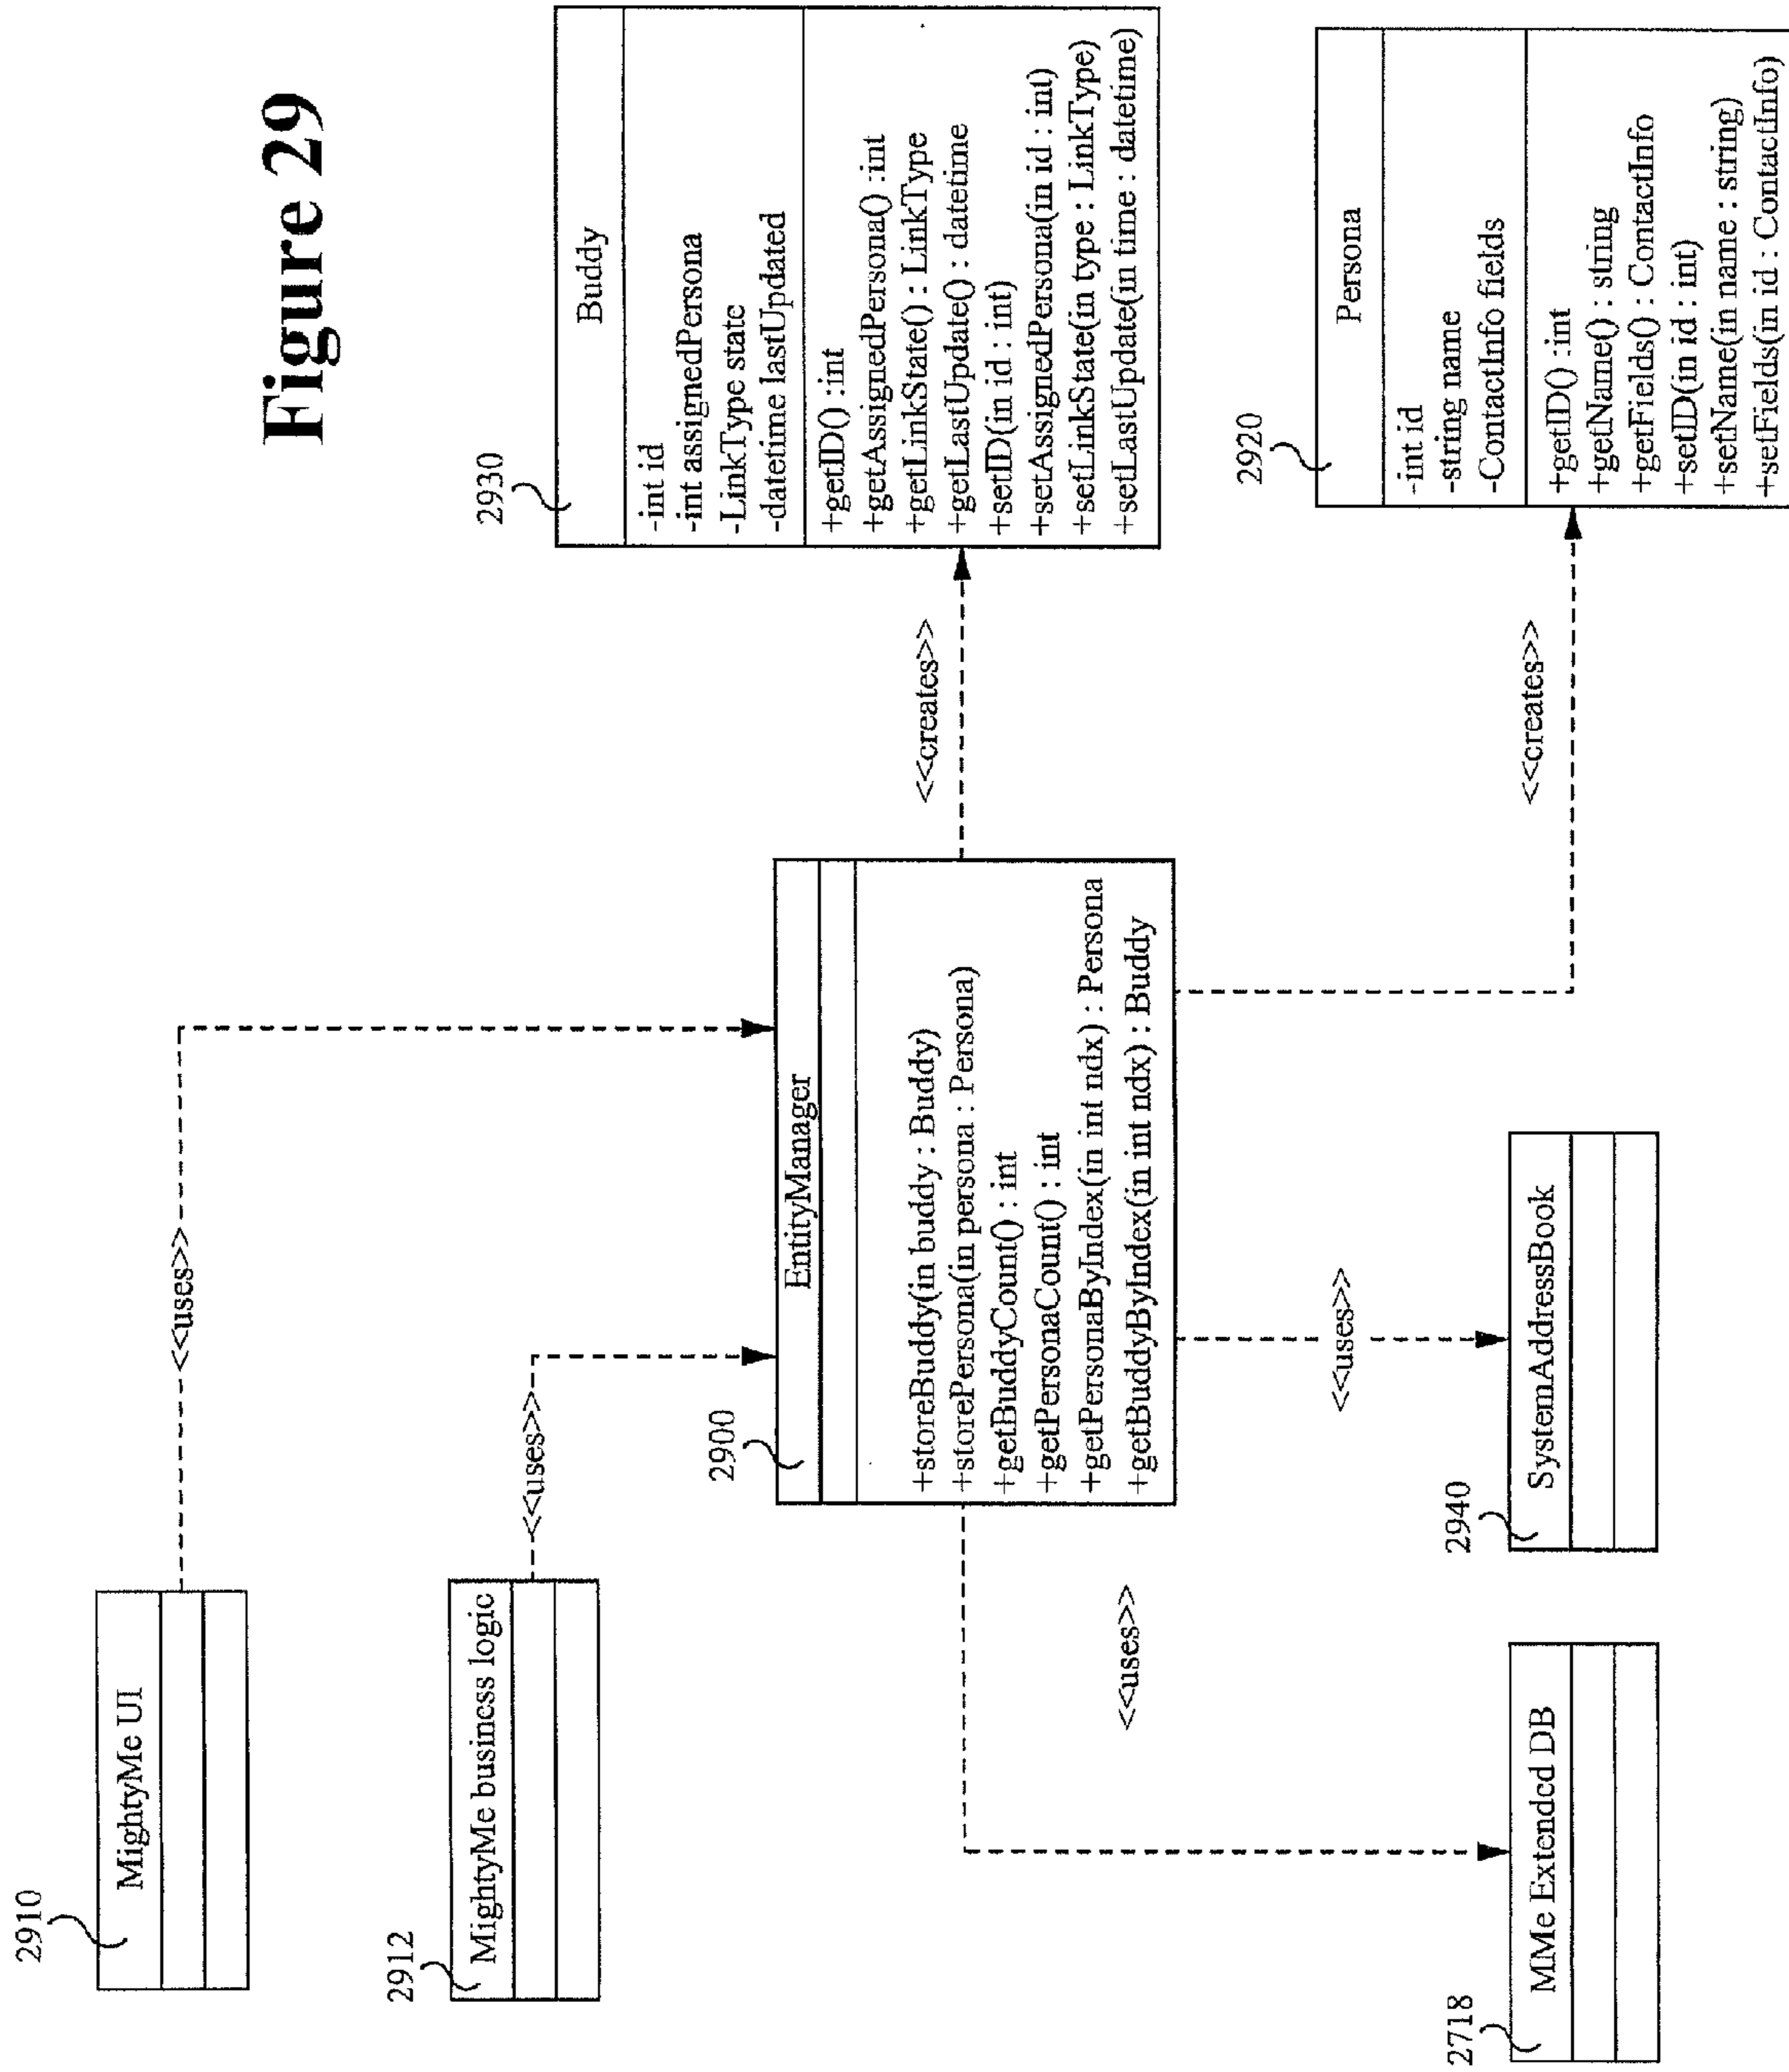 Figure 29
2910
MightyMe UI
<<uses>>
2912
MightyMe business logic
<<uses>>
2900
EntityManager
+storeBuddy(in buddy : Buddy)
+storePersona(in persona : Persona)
+getBuddyCount() : int
+getPersonaCount() : int
+getPersonaByIndex(in int ndx) : Persona
+getBuddyByIndex(in int ndx) : Buddy
<<creates>>
2930
Buddy
-int id
-int assignedPersona
-LinkType state
-datetime lastUpdated
+getID() :int
+getAssignedPersona() :int
+getLinkState() : LinkType
+getLastUpdate() : datetime
+setID(in id : int)
+setAssignedPersona(in id : int)
+setLinkState(in type : LinkType)
+setLastUpdate(in time : datetime)
<<uses>>
<<uses>>
<<creates>>
2718
MMe Extended DB
2940
SystemAddressBook
2920
Persona
-int id
-string name
-ContactInfo fields
+getID() :int
+getName() : string
+getFields() : ContactInfo
+setID(in id : int)
+setName(in name : string)
+setFields(in id : ContactInfo)